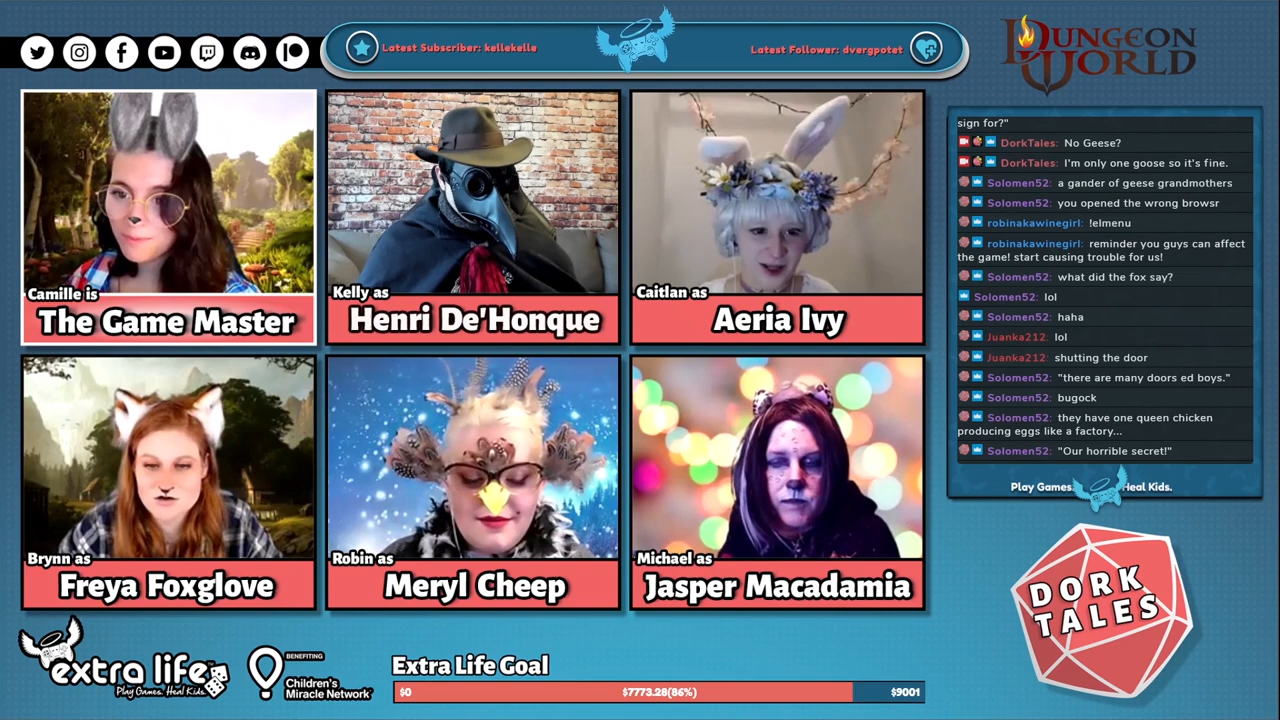 Latest Subscriber: kellekelle
Latest Follower: dvergpotet
DUNGEON
WORLD
Camille is
The Game Master
Kelly as
Henri De'Honque
Caitlan as
Aeria Ivy
Brynn as
Freya Foxglove
Robin as
Meryl Cheep
Michael as
Jasper Macadamia
sign for?"
DorkTales: No Geese?
DorkTales: I'm only one goose so it's fine.
Solomen52: a gander of geese grandmothers
Solomen52: you opened the wrong browsr
robinakawinegirl: !elmenu
robinakawinegirl: reminder you guys can affect
the game! start causing trouble for us!
Solomen52: what did the fox say?
Solomen52: lol
Solomen52: haha
Juanka212: lol
Juanka212: shutting the door
Solomen52: "there are many doors ed boys."
Solomen52: bugock
Solomen52: they have one queen chicken
producing eggs like a factory...
Solomen52: "Our horrible secret!"
Play Games. Heal Kids.
DORK
TALES
extra life
Play Games. Heal Kids.
BENEFITING
Children's
Miracle Network
Extra Life Goal
$0 $7773.28(86%) $9001